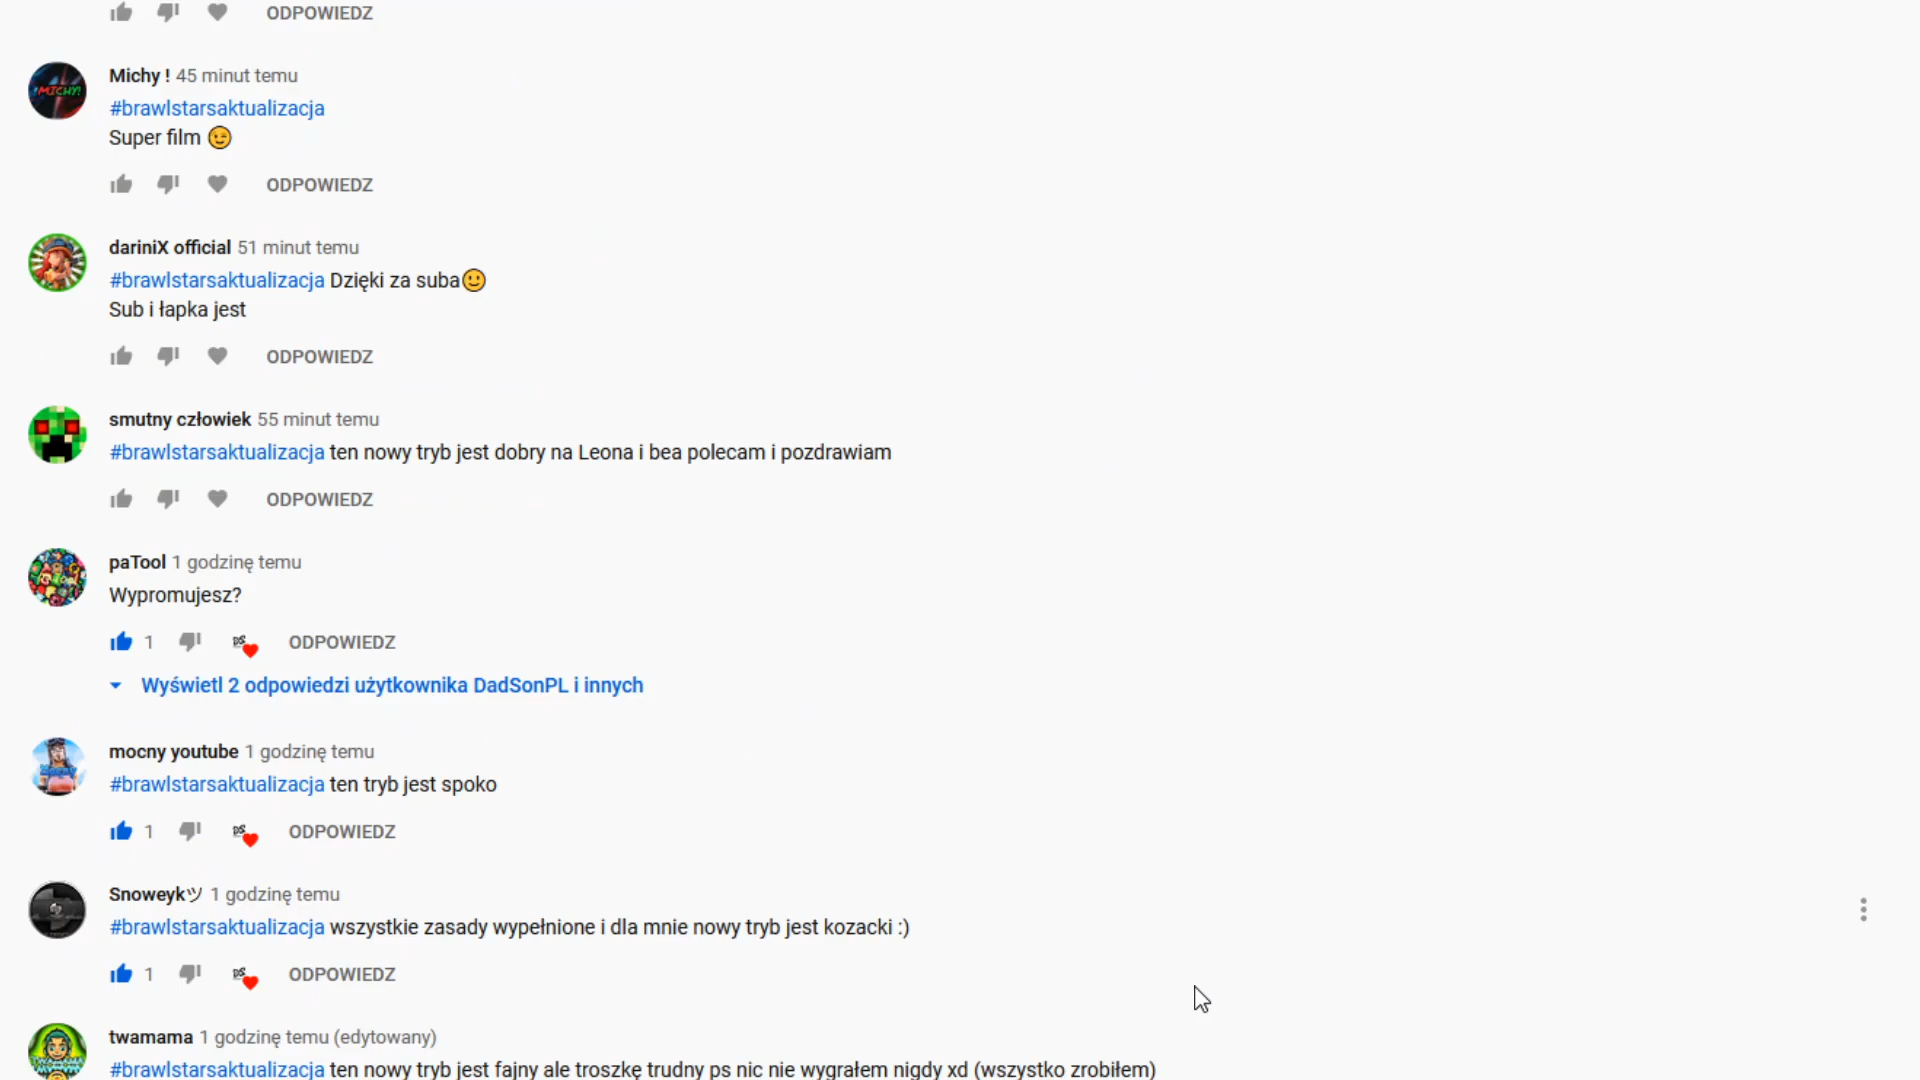 ODPOWIEDZ
Michy ! 45 minut temu
#brawlstarsaktualizacja
Super film 😉
ODPOWIEDZ
dariniX official 51 minut temu
#brawlstarsaktualizacja Dzięki za suba🙂
Sub i łapka jest
ODPOWIEDZ
smutny człowiek 55 minut temu
#brawlstarsaktualizacja ten nowy tryb jest dobry na Leona i bea polecam i pozdrawiam
ODPOWIEDZ
paTool 1 godzinę temu
Wypromujesz?
1 ODPOWIEDZ
Wyświetl 2 odpowiedzi użytkownika DadSonPL i innych
mocny youtube 1 godzinę temu
#brawlstarsaktualizacja ten tryb jest spoko
1 ODPOWIEDZ
Snoweykツ 1 godzinę temu
#brawlstarsaktualizacja wszystkie zasady wypełnione i dla mnie nowy tryb jest kozacki :)
1 ODPOWIEDZ
twamama 1 godzinę temu (edytowany)
#brawlstarsaktualizacja ten nowy tryb jest fajny ale troszkę trudny ps nic nie wygrałem nigdy xd (wszystko zrobiłem)